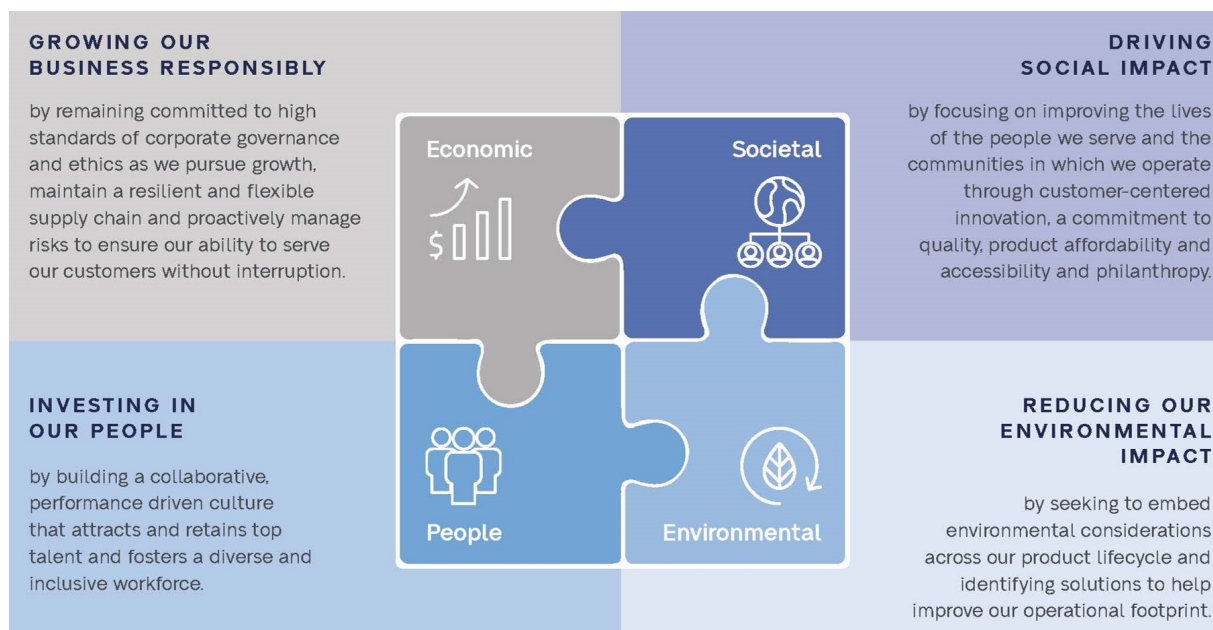 GROWING OUR
BUSINESS RESPONSIBLY
by remaining committed to high
standards of corporate governance
and ethics as we pursue growth,
maintain a resilient and flexible
supply chain and proactively manage
risks to ensure our ability to serve
our customers without interruption.
Economic
$
Societal
DRIVING
SOCIAL IMPACT
by focusing on improving the lives
of the people we serve and the
communities in which we operate
through customer-centered
innovation, a commitment to
quality, product affordability and
accessibility and philanthropy.
INVESTING IN
OUR PEOPLE
by building a collaborative,
performance driven culture
that attracts and retains top
talent and fosters a diverse and
inclusive workforce.
People
Environmental
REDUCING OUR
ENVIRONMENTAL
IMPACT
by seeking to embed
environmental considerations
across our product lifecycle and
identifying solutions to help
improve our operational footprint.